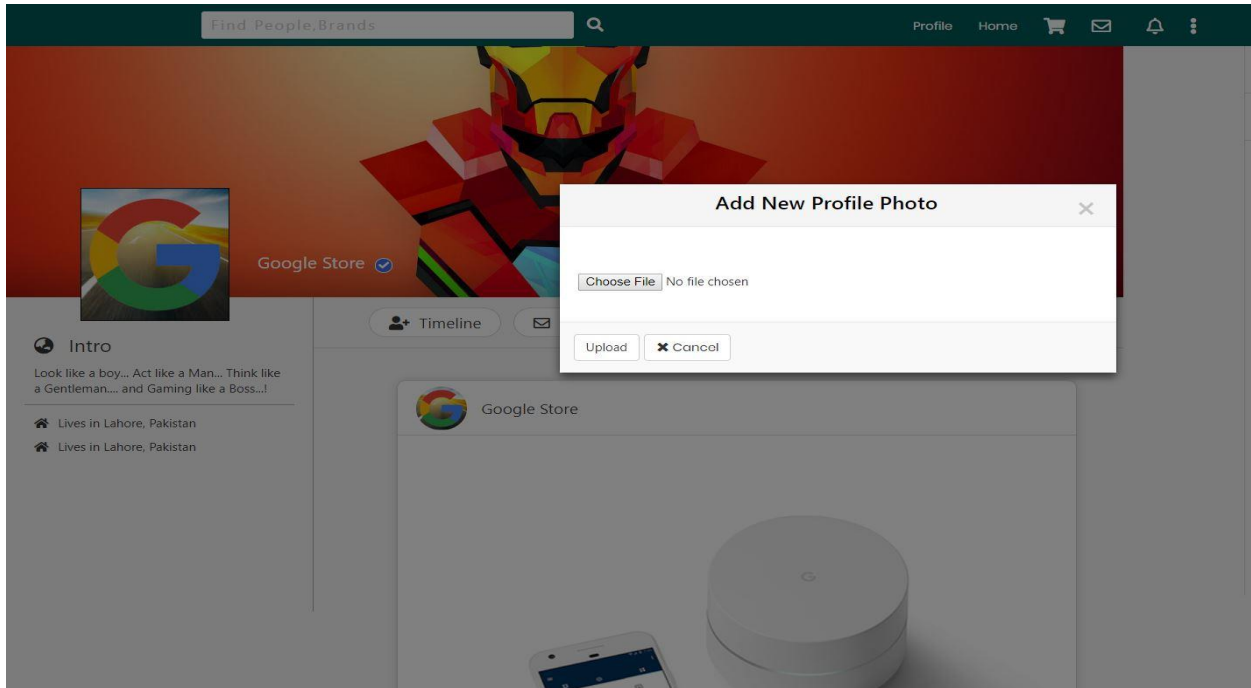 Find People,Brands
Profile Home
Add New Profile Photo
Google Store
Choose File No file chosen
Timeline
Upload Cancel
Intro
Look like a boy... Act like a Man... Think like
a Gentleman.... and Gaming like a Boss...!
Lives in Lahore, Pakistan
Lives in Lahore, Pakistan
Google Store
G